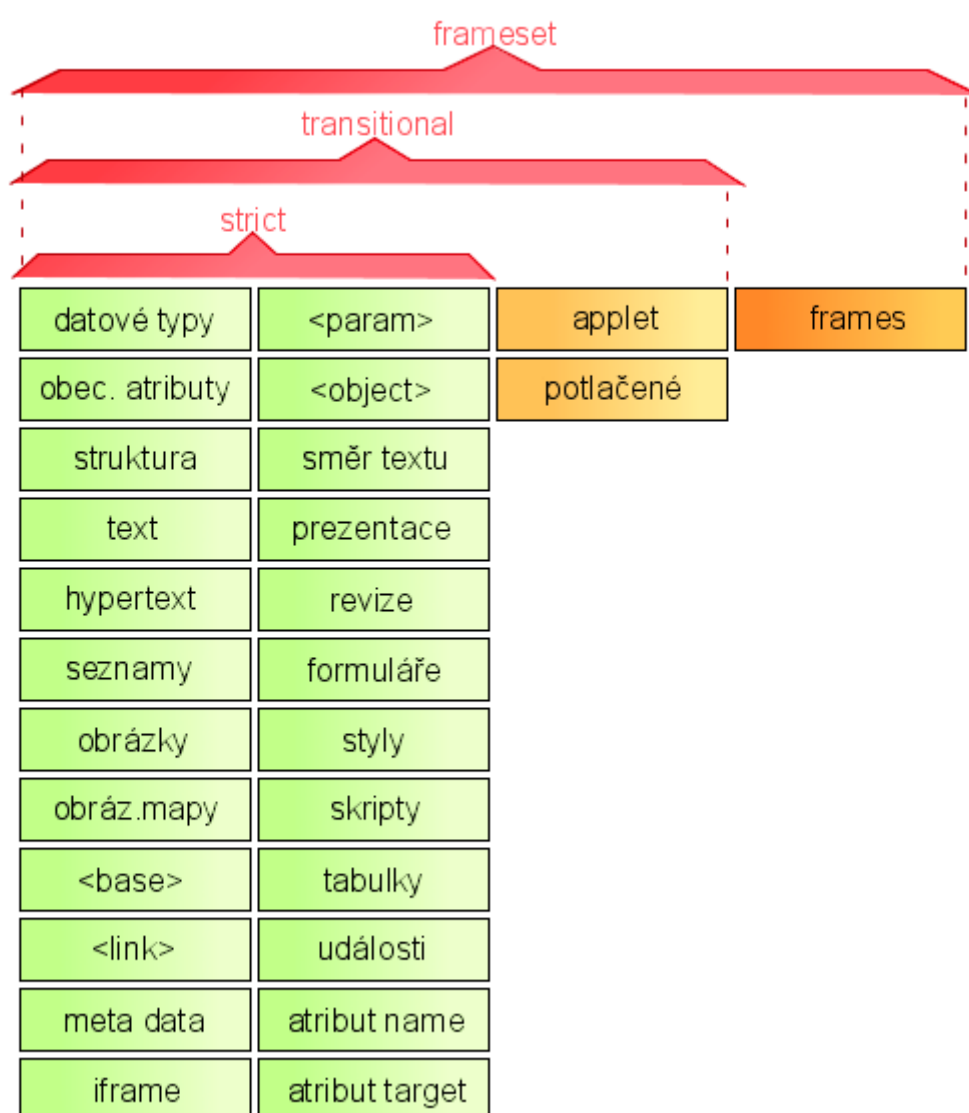 frameset
transitional
strict
datové typy <param> applet frames
obec. atributy <object> potlačené
struktura směr textu
text prezentace
hypertext revize
seznamy formuláře
obrázky styly
obráz.mapy skripty
<base> tabulky
<link> události
meta data atribut name
iframe atribut target